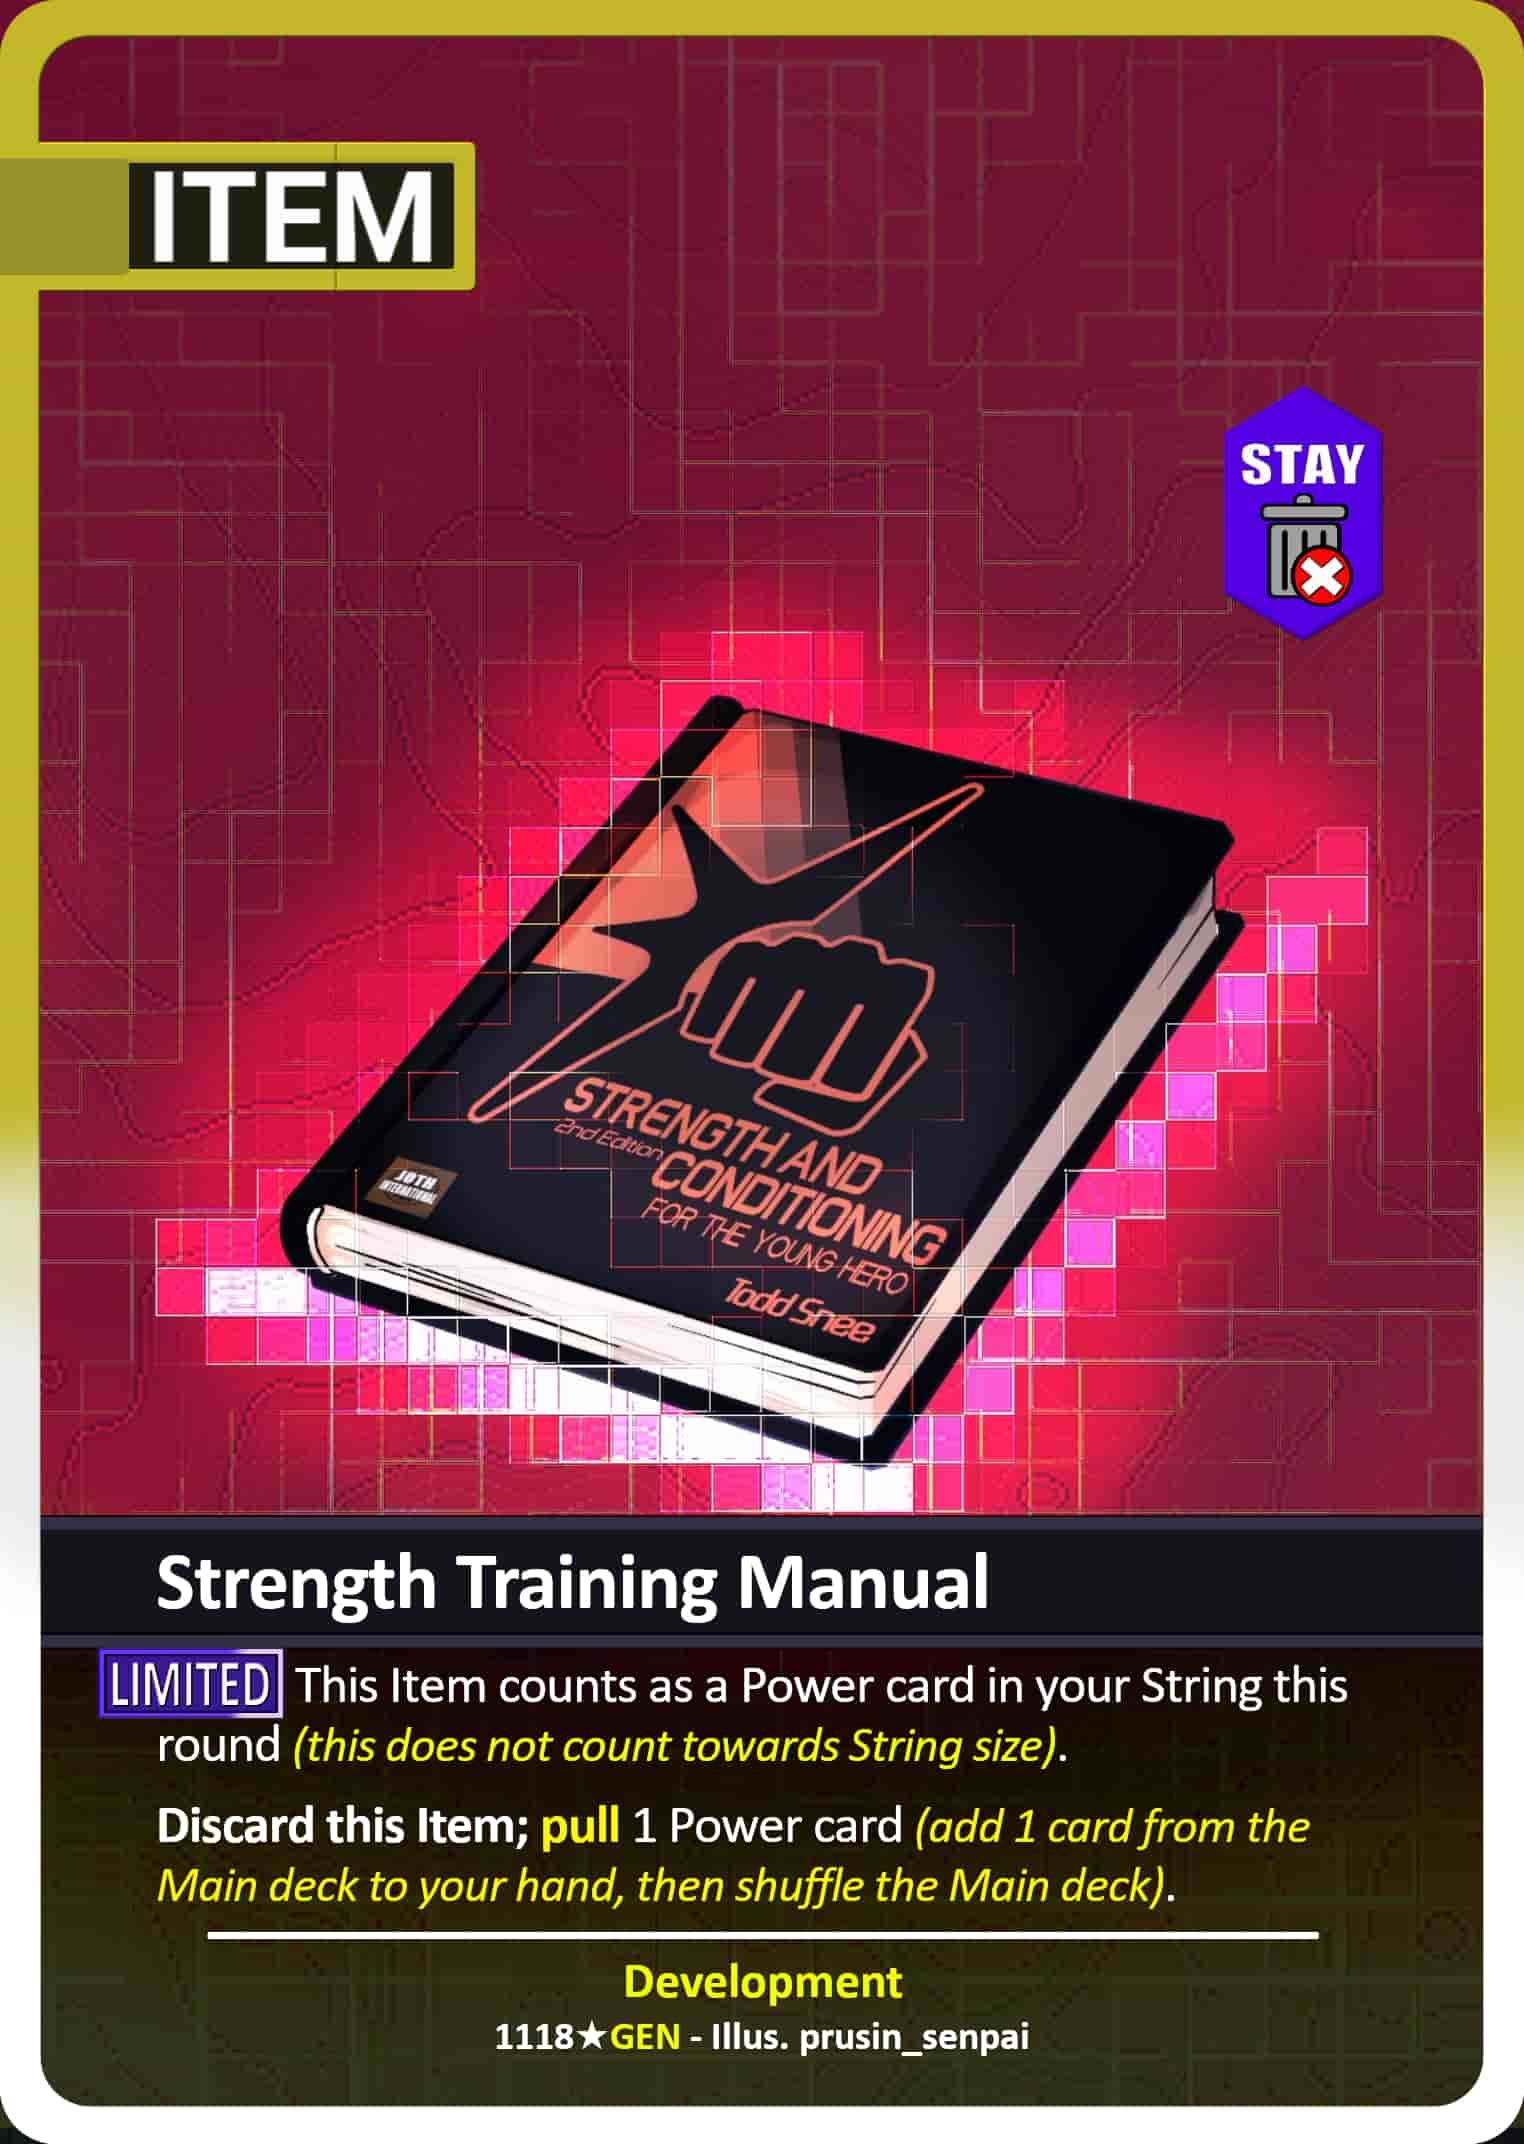 ITEM
STAY
STRENGTH AND
2nd Edition
CONDITIONING
FOR THE YOUNG HERO
Todd Snee
JOTH
INTERNATIONAL
Strength Training Manual
LIMITED This Item counts as a Power card in your String this
round (this does not count towards String size).
Discard this Item; pull 1 Power card (add 1 card from the
Main deck to your hand, then shuffle the Main deck).
Development
1118★GEN - Illus. prusin_senpai